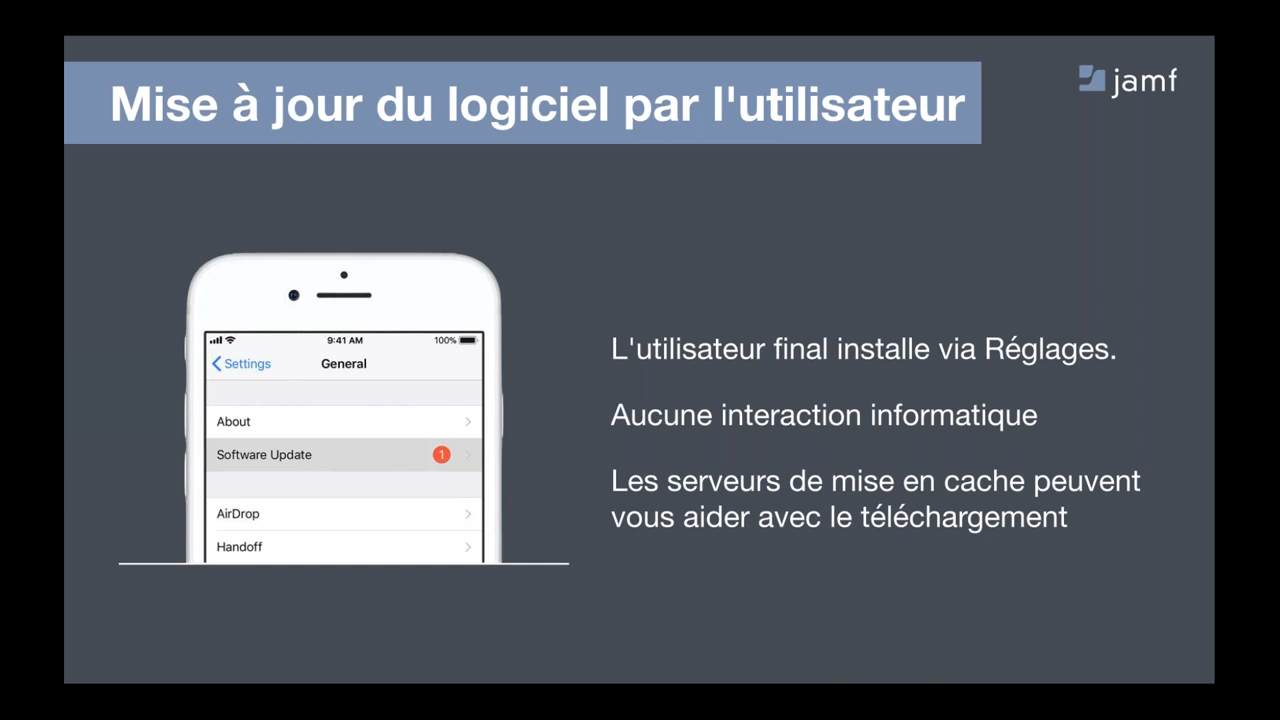 Mise à jour du logiciel par l'utilisateur
jamf
9:41 AM
100%
Settings
General
About
Software Update
1
AirDrop
Handoff
L'utilisateur final installe via Réglages.
Aucune interaction informatique
Les serveurs de mise en cache peuvent
vous aider avec le téléchargement